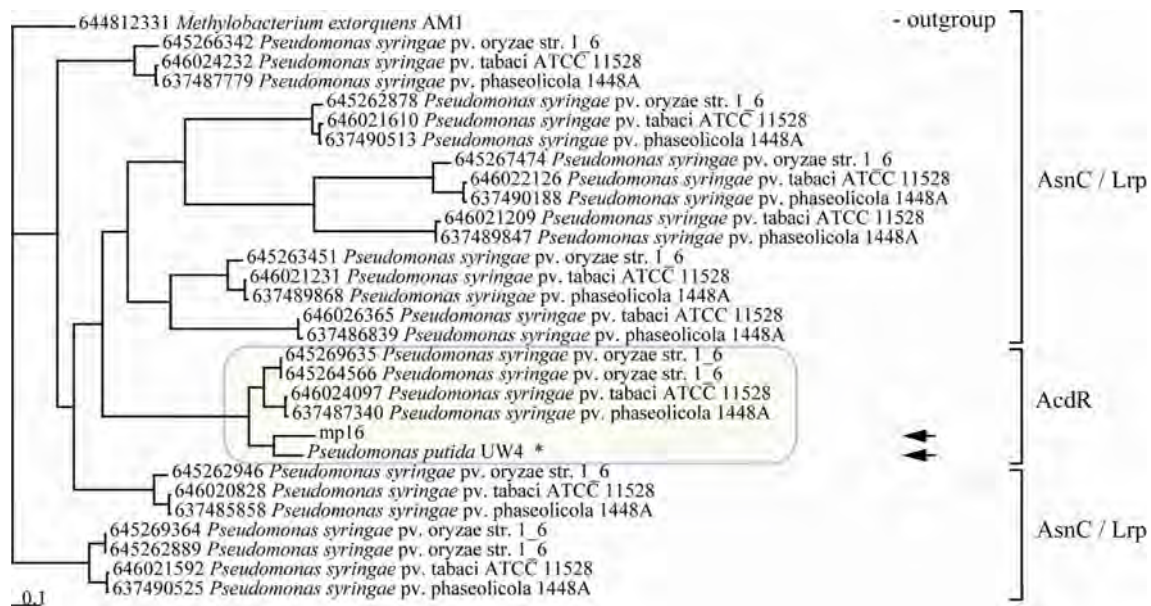 644812331 Methylobacterium extorquens AM1
- outgroup
645266342 Pseudomonas syringae pv. oryzae str. 1_6
646024232 Pseudomonas syringae pv. tabaci ATCC 11528
637487779 Pseudomonas syringae pv. phaseolicola 1448A
645262878 Pseudomonas syringae pv. oryzae str. 1_6
646021610 Pseudomonas syringae pv. tabaci ATCC 11528
637490513 Pseudomonas syringae pv. phaseolicola 1448A
645267474 Pseudomonas syringae pv. oryzae str. 1_6
646022126 Pseudomonas syringae pv. tabaci ATCC 11528
637490188 Pseudomonas syringae pv. phaseolicola 1448A
646021209 Pseudomonas syringae pv. tabaci ATCC 11528
637489847 Pseudomonas syringae pv. phaseolicola 1448A
645263451 Pseudomonas syringae pv. oryzae str. 1_6
646021231 Pseudomonas syringae pv. tabaci ATCC 11528
637489868 Pseudomonas syringae pv. phaseolicola 1448A
646026365 Pseudomonas syringae pv. tabaci ATCC 11528
637486839 Pseudomonas syringae pv. phaseolicola 1448A
AsnC / Lrp
645269635 Pseudomonas syringae pv. oryzae str. 1_6
645264566 Pseudomonas syringae pv. oryzae str. 1_6
646024097 Pseudomonas syringae pv. tabaci ATCC 11528
637487340 Pseudomonas syringae pv. phaseolicola 1448A
mp16
Pseudomonas putida UW4 *
AcdR
645262946 Pseudomonas syringae pv. oryzae str. 1_6
646020828 Pseudomonas syringae pv. tabaci ATCC 11528
637485858 Pseudomonas syringae pv. phaseolicola 1448A
645269364 Pseudomonas syringae pv. oryzae str. 1_6
645262889 Pseudomonas syringae pv. oryzae str. 1_6
646021592 Pseudomonas syringae pv. tabaci ATCC 11528
637490525 Pseudomonas syringae pv. phaseolicola 1448A
AsnC / Lrp
0.1